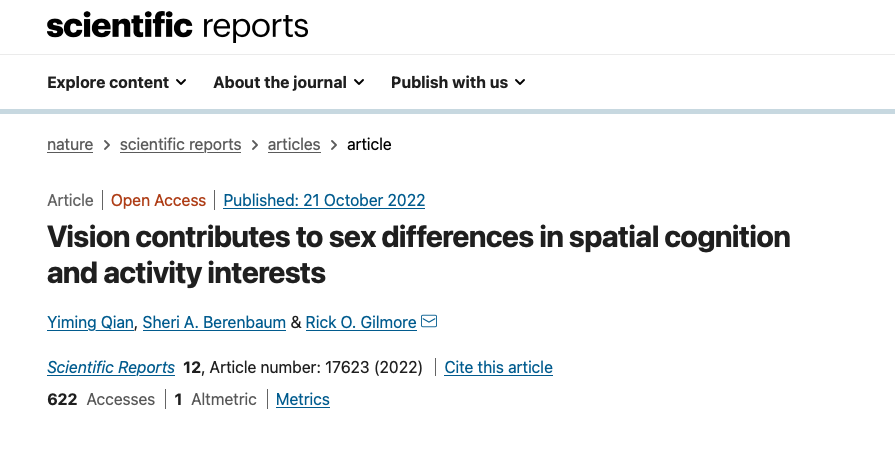 scientific reports
Explore content About the journal Publish with us
nature > scientific reports > articles > article
Article | Open Access | Published: 21 October 2022
Vision contributes to sex differences in spatial cognition
and activity interests
Yiming Qian, Sheri A. Berenbaum & Rick O. Gilmore
Scientific Reports 12, Article number: 17623 (2022) | Cite this article
622 Accesses | 1 Altmetric | Metrics